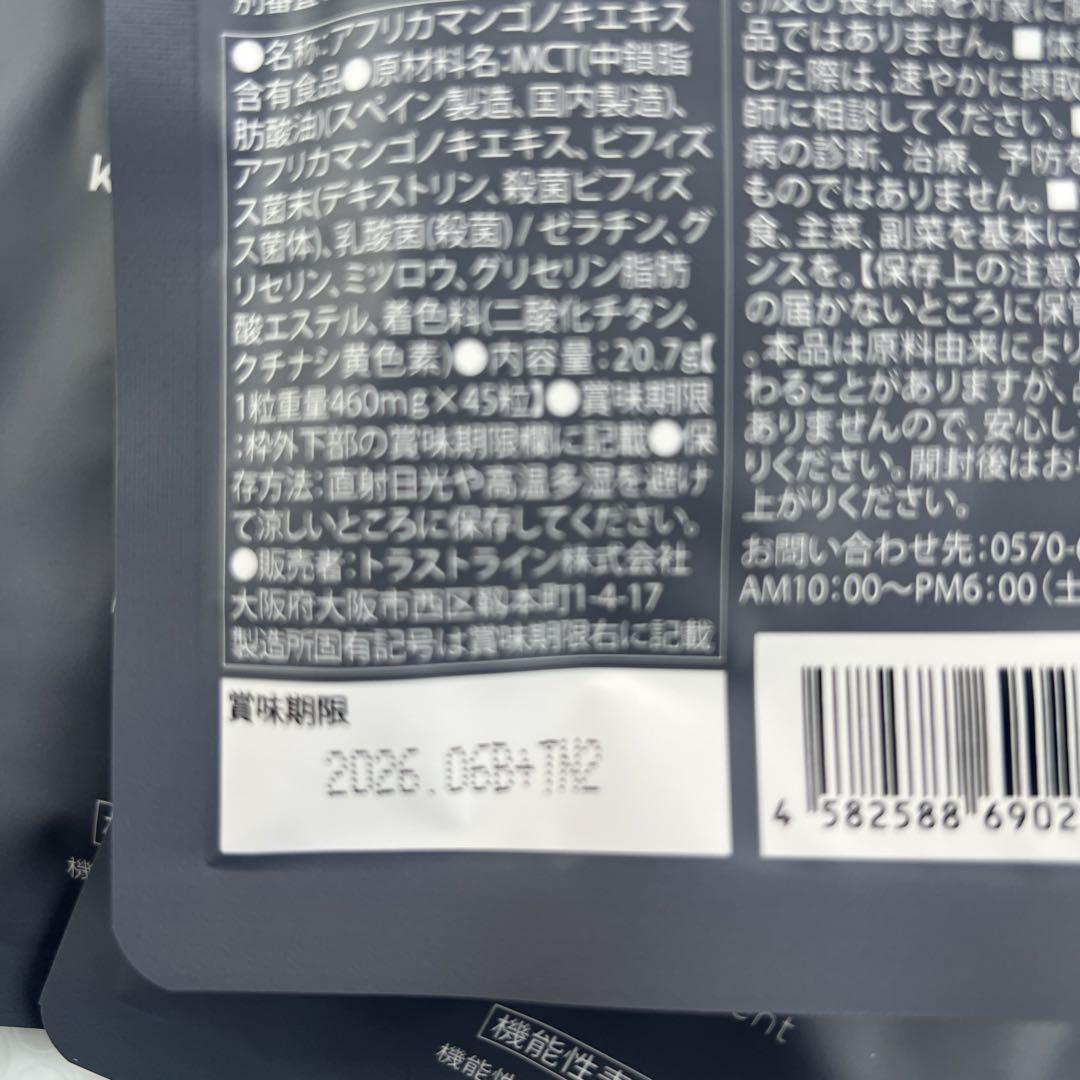 ●名称：アフリカマンゴノキエキス
含有食品●原材料名：MCT(中鎖脂
肪酸油)(スペイン製造、国内製造)、
アフリカマンゴノキエキス、ビフィズ
ス菌末(デキストリン、殺菌ビフィズ
ス菌体)、乳酸菌(殺菌) / ゼラチン、グ
リセリン、ミツロウ、グリセリン脂肪
酸エステル、着色料(二酸化チタン、
クチナシ黄色素)●内容量：20.7g【
1粒重量460mg×45粒】●賞味期限
：枠外下部の賞味期限欄に記載●保
存方法：直射日光や高温多湿を避け
て涼しいところに保存してください。
●販売者：トラストライン株式会社
大阪府大阪市西区靱本町1-4-17
製造所固有記号は賞味期限右に記載
賞味期限
2026.06B+TN2
品ではありません。■体
じた際は、速やかに摂取
師に相談してください。
病の診断、治療、予防を
ものではありません。■
食、主菜、副菜を基本に
ンスを。【保存上の注意】
の届かないところに保管
。本品は原料由来により
わることがありますが、
ありませんので、安心し
りください。開封後はお
上がりください。
お問い合わせ先：0570-
AM10：00～PM6：00（土
4 582588 6902
機能性
機能性
機
ent
k